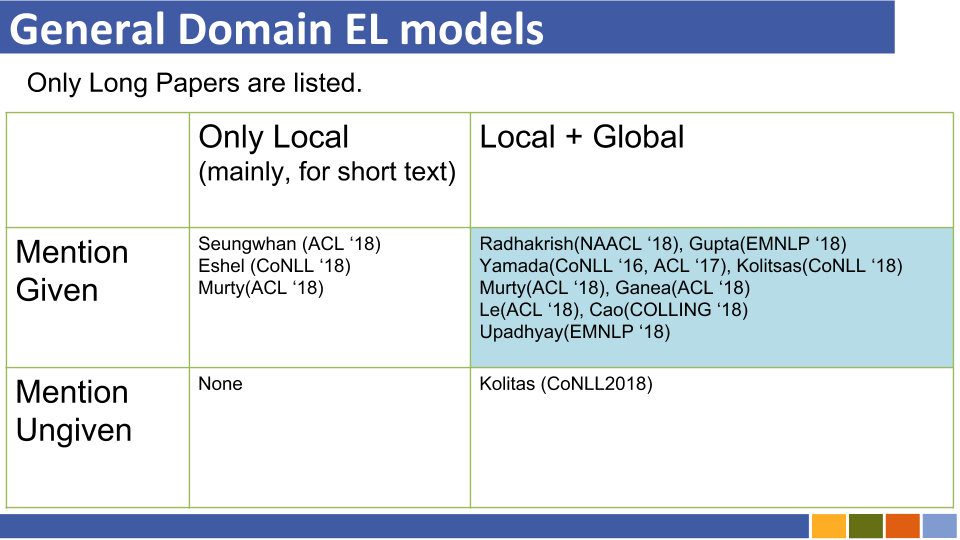 General Domain EL models
Only Long Papers are listed.
Only Local
(mainly, for short text)
Local + Global
Mention
Given
Seungwhan (ACL ‘18)
Eshel (CoNLL ‘18)
Murty(ACL ‘18)
Radhakrish(NAACL ‘18), Gupta(EMNLP ‘18)
Yamada(CoNLL ‘16, ACL ‘17), Kolitsas(CoNLL ‘18)
Murty(ACL ‘18), Ganea(ACL ‘18)
Le(ACL ‘18), Cao(COLLING ‘18)
Upadhyay(EMNLP ‘18)
Mention
Ungiven
None
Kolitas (CoNLL2018)